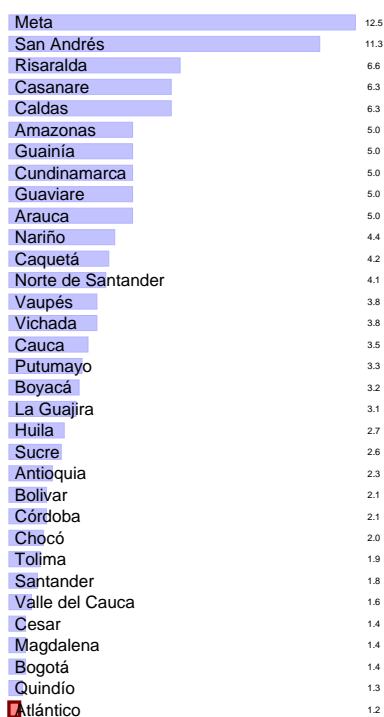 Meta 12.5
San Andrés 11.3
Risaralda 6.6
Casanare 6.3
Caldas 6.3
Amazonas 5.0
Guainía 5.0
Cundinamarca 5.0
Guaviare 5.0
Arauca 5.0
Nariño 4.4
Caquetá 4.2
Norte de Santander 4.1
Vaupés 3.8
Vichada 3.8
Cauca 3.5
Putumayo 3.3
Boyacá 3.2
La Guajira 3.1
Huila 2.7
Sucre 2.6
Antioquia 2.3
Bolivar 2.1
Córdoba 2.1
Chocó 2.0
Tolima 1.9
Santander 1.8
Valle del Cauca 1.6
Cesar 1.4
Magdalena 1.4
Bogotá 1.4
Quindío 1.3
Atlántico 1.2